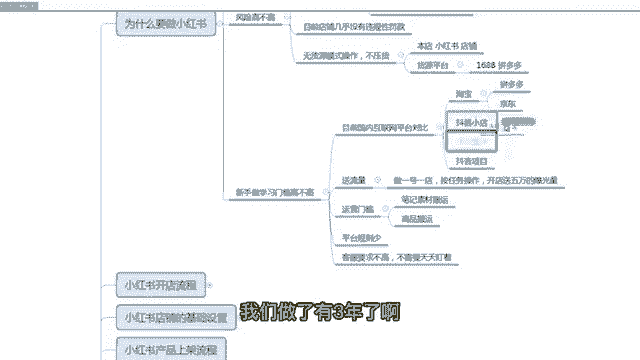 为什么要做小红书
风险高不高
目前店铺几乎没有违规性罚款
无货源模式操作，不压货
本店 小红书 店铺
货源平台
1688 拼多多
新手做学习门槛高不高
目前国内互联网平台对比
淘宝
拼多多
京东
抖音小店
抖音项目
送流量
做一号一店，按任务操作，开店送五万的曝光量
运营门槛
笔记素材搬运
商品搬运
平台规则少
客服要求不高，不需要天天盯着
小红书开店流程
小红书店铺的基础设置
小红书产品上架流程
我们做了有3年了啊